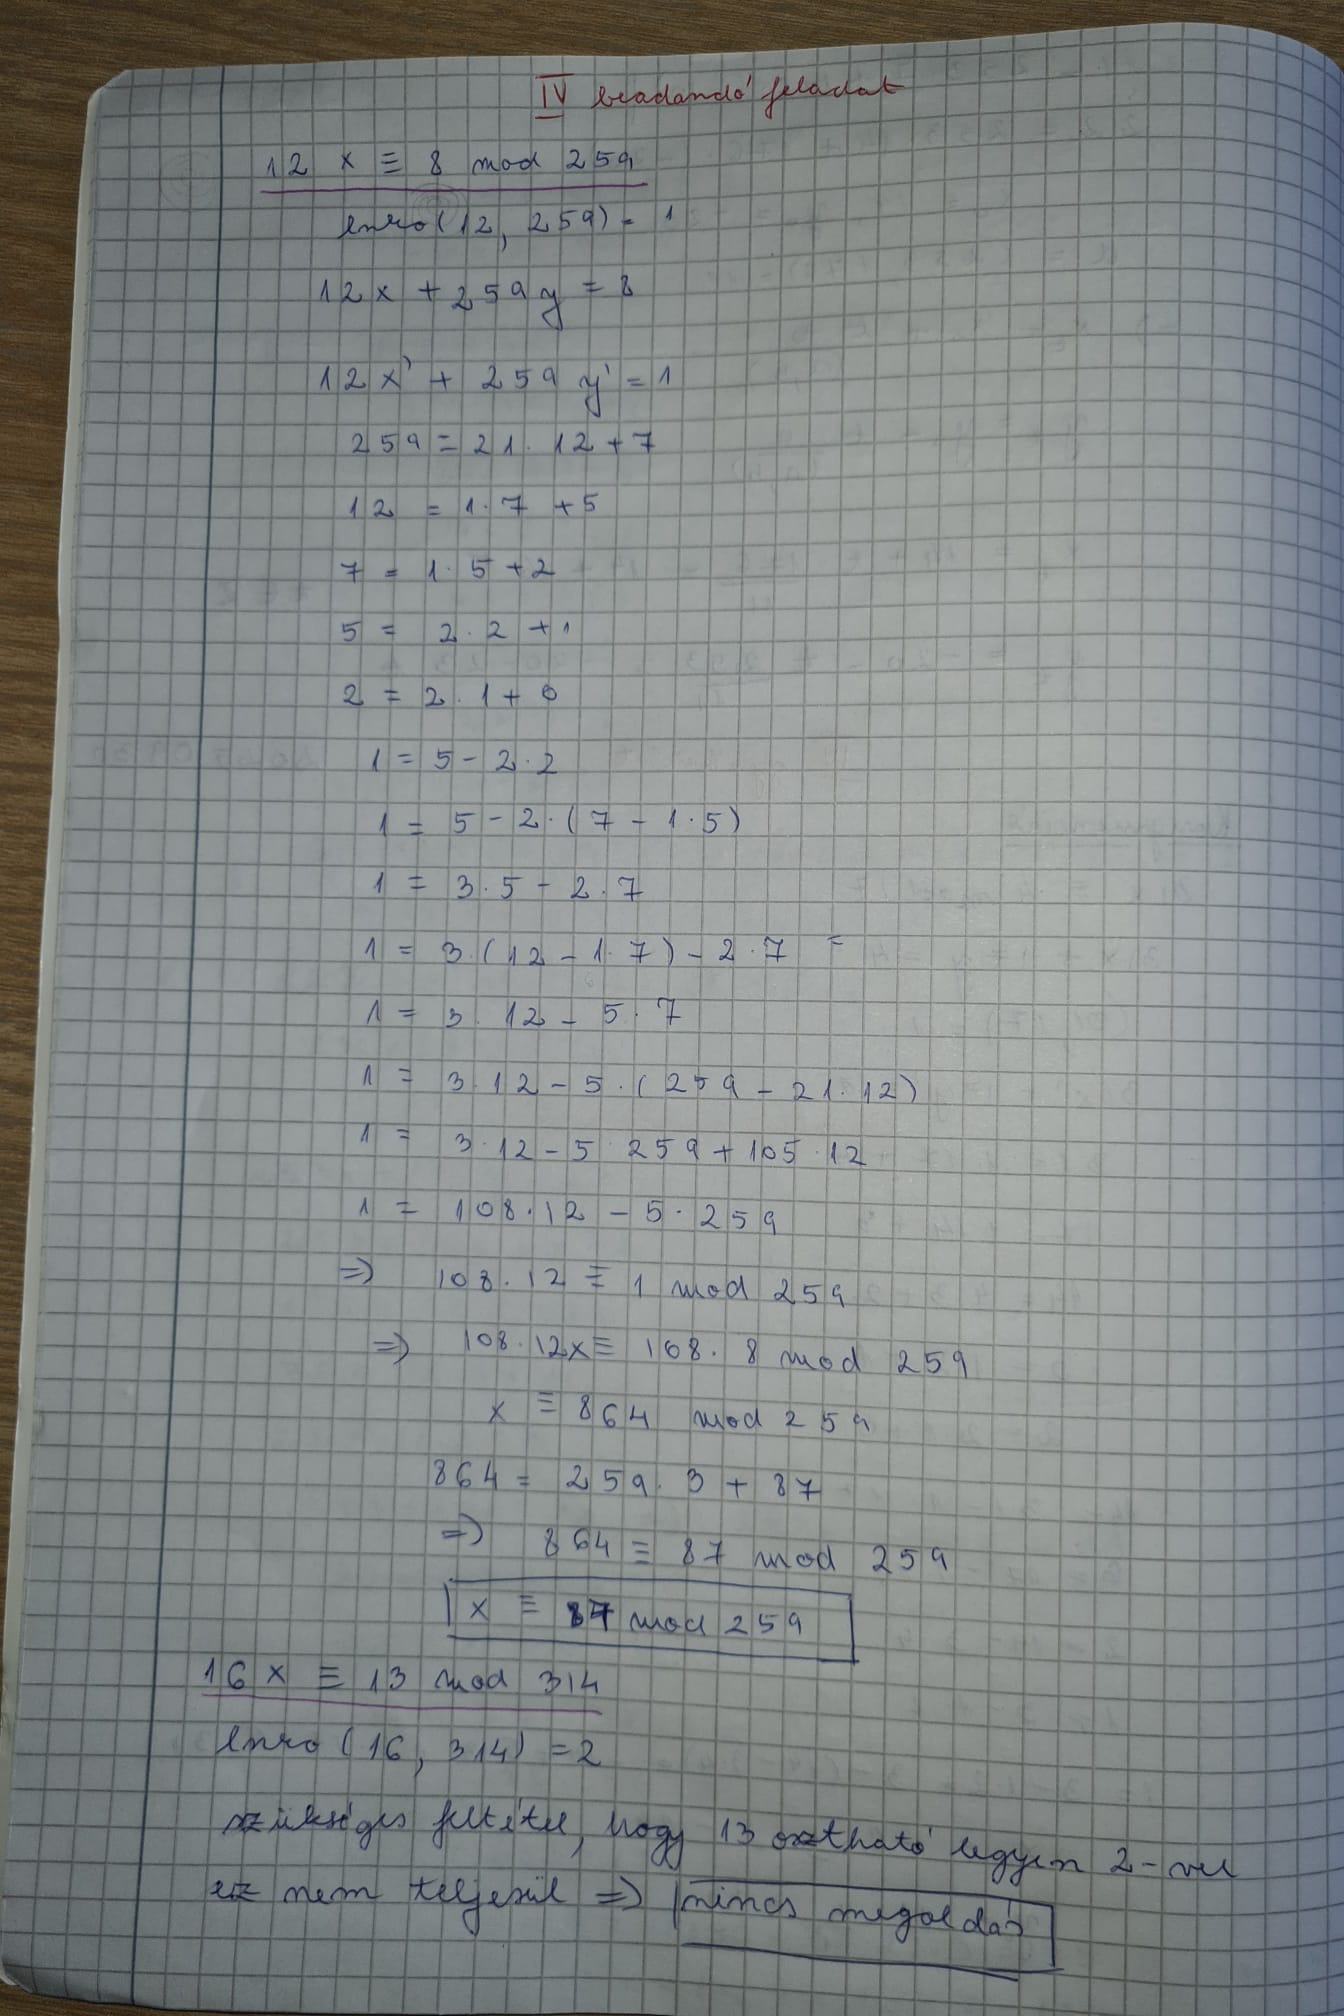 IV beadandó feladat
12 x ≡ 8 mod 259
lnko(12, 259) = 1
12x + 259y = 8
12x' + 259y' = 1
259 = 21·12+7
12 = 1·7+5
7 = 1·5+2
5 = 2·2+1
2 = 2·1+0
1 = 5-2·2
1 = 5-2·(7-1·5)
1 = 3·5-2·7
1 = 3·(12-1·7)-2·7 =
1 = 3·12-5·7
1 = 3·12-5·(259-21·12)
1 = 3·12-5·259+105·12
1 = 108·12-5·259
=> 108·12 ≡ 1 mod 259
=> 108·12x ≡ 108·8 mod 259
x ≡ 864 mod 259
864 = 259·3+87
=> 864 ≡ 87 mod 259
x ≡ 87 mod 259
16x ≡ 13 mod 314
lnko (16, 314) = 2
szükséges feltétel, hogy 13 osztható legyen 2-vel
ez nem teljesül => nincs megoldás